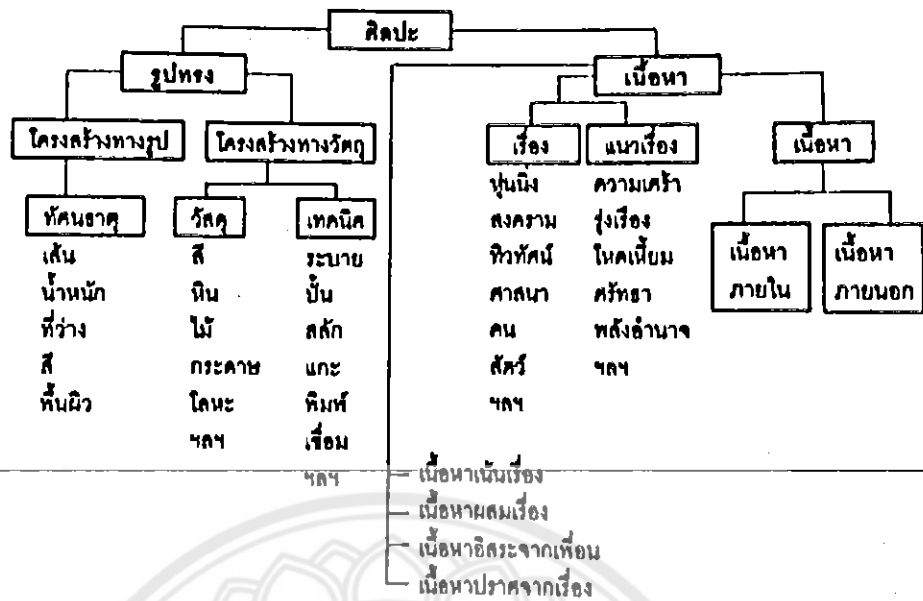 ศิลปะ
รูปทรง
เนื้อหา
โครงสร้างทางรูป
โครงสร้างทางวัตถุ
เรื่อง
แนวเรื่อง
เนื้อหา
ทัศนธาตุ
เส้น
น้ำหนัก
ที่ว่าง
สี
พื้นผิว
วัสดุ
สี
หิน
ไม้
กระดาษ
โลหะ
ฯลฯ
เทคนิค
ระบาย
ปั้น
สลัก
แกะ
พิมพ์
เชื่อม
ฯลฯ
หุ่นนิ่ง
สงคราม
ทิวทัศน์
ศาสนา
คน
สัตว์
ฯลฯ
ความเศร้า
รุ่งเรือง
โหดเหี้ยม
ศรัทธา
พลังอำนาจ
ฯลฯ
เนื้อหา
ภายใน
เนื้อหา
ภายนอก
เนื้อหาเน้นเรื่อง
เนื้อหาผสมเรื่อง
เนื้อหาอิสระจากเพื่อน
เนื้อหาปราศจากเรื่อง